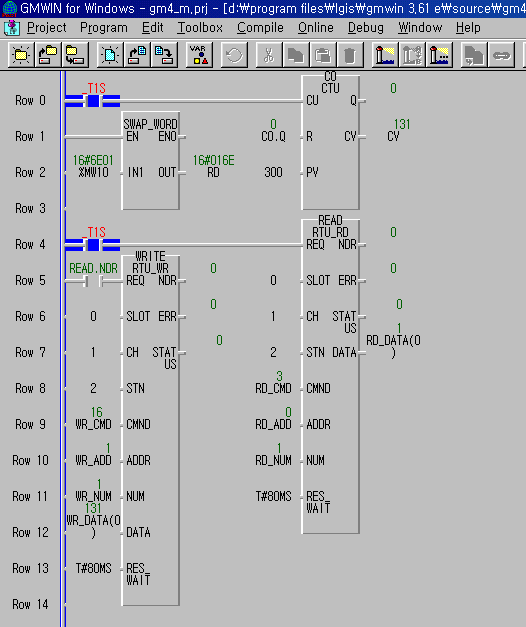 GMWIN for Windows - gm4_m.prj - [d:₩program files₩lgis₩gmwin 3,61 e₩source₩gm4
Project Program Edit Toolbox Compile Online Debug Window Help
VAR
_T1S
C0
CTU
0
Row 0
CU Q
SWAP_WORD
0
131
Row 1
EN ENO
C0.Q
R CV
CV
16#6E01
16#016E
Row 2
%MW10
IN1 OUT
RD
300
PV
Row 3
READ
_T1S
RTU_RD
0
Row 4
REQ NDR
WRITE
READ.NDR
RTU_WR
0
0
Row 5
REQ NDR
0
SLOT ERR
0
0
Row 6
0
SLOT ERR
1
CH STAT
US
0
1
RD_DATA(0
)
Row 7
1
CH STAT
US
2
STN DATA
3
Row 8
2
STN
RD_CMD
CMND
16
0
Row 9
WR_CMD
CMND
RD_ADD
ADDR
1
1
Row 10
WR_ADD
ADDR
RD_NUM
NUM
1
Row 11
WR_NUM
NUM
T#80MS
RES_
WAIT
131
WR_DATA(0
)
Row 12
DATA
Row 13
T#80MS
RES_
WAIT
Row 14